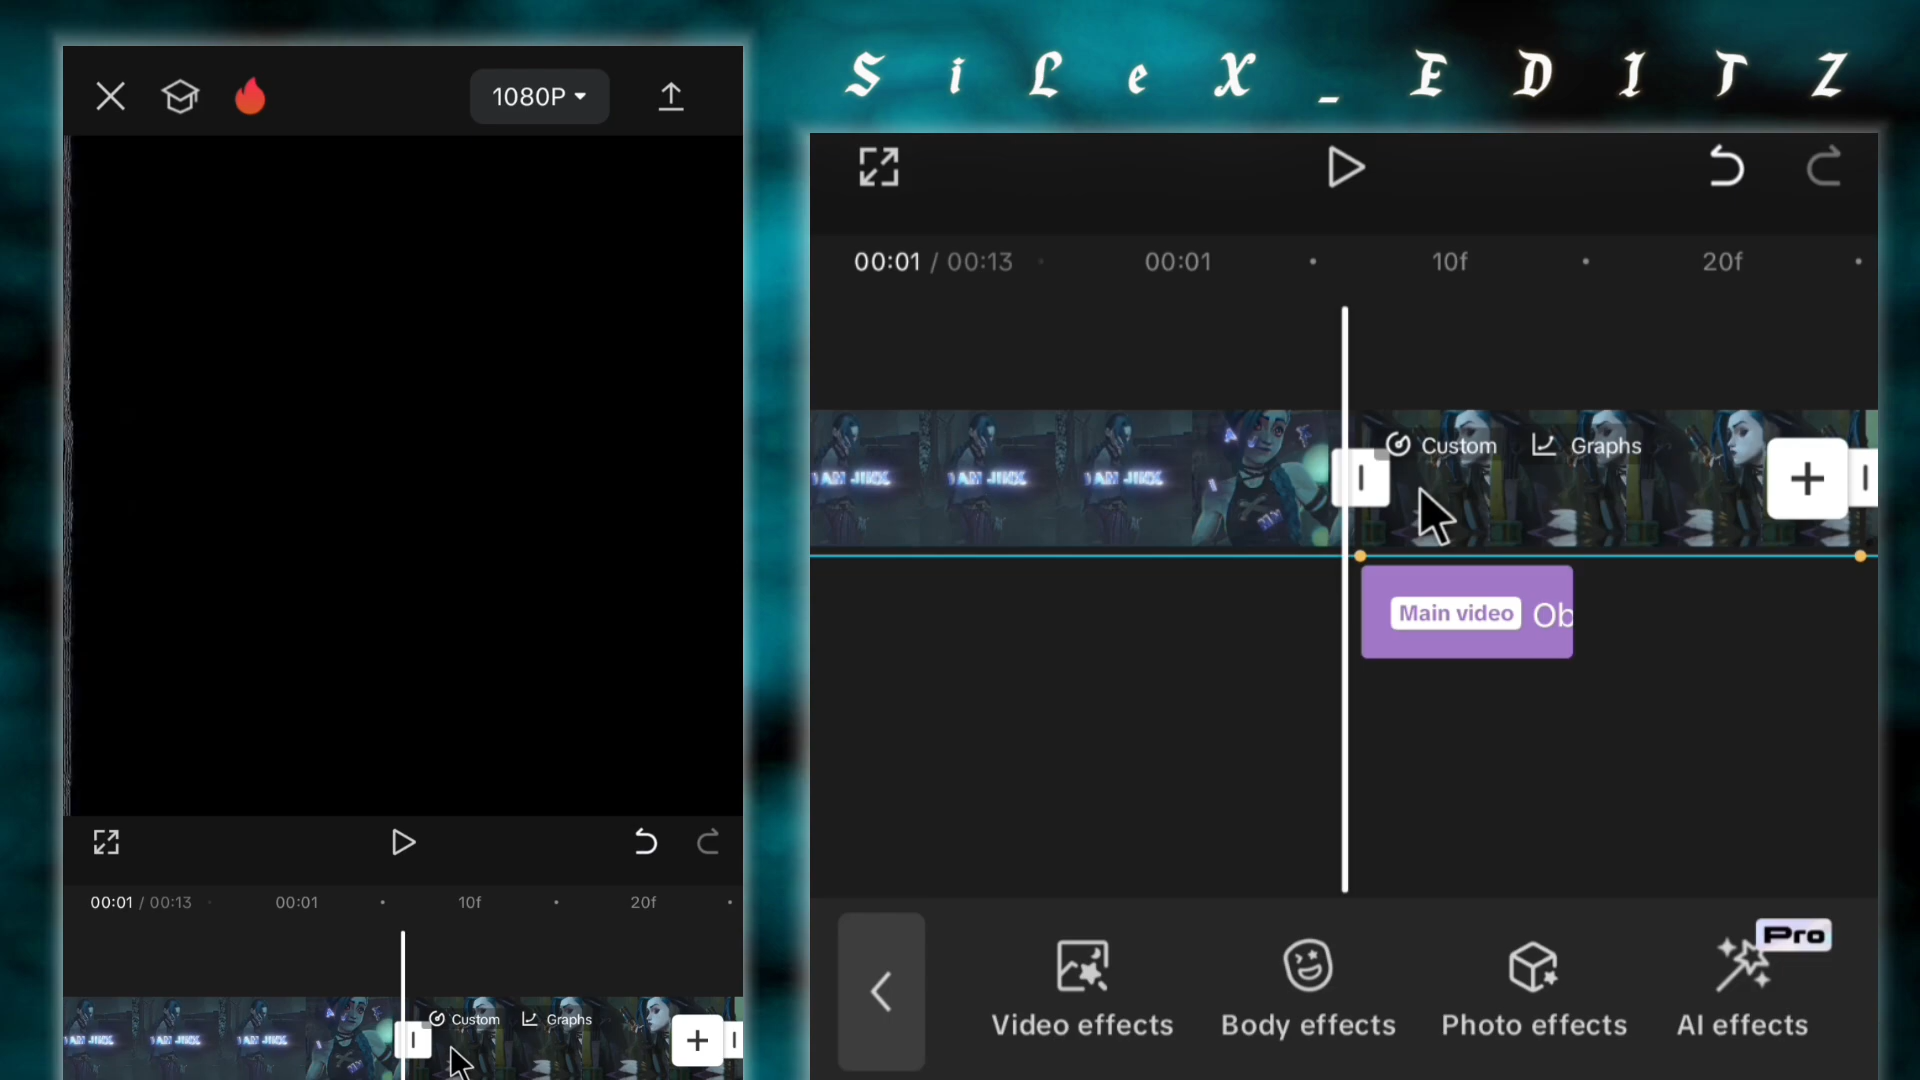 SiLeX_EDITZ
1080P
00:01 / 00:13
00:01
10f
20f
Custom
Graphs
Main video
Ob
Video effects
Body effects
Photo effects
AI effects
Pro
00:01 / 00:13
00:01
10f
20f
Custom
Graphs